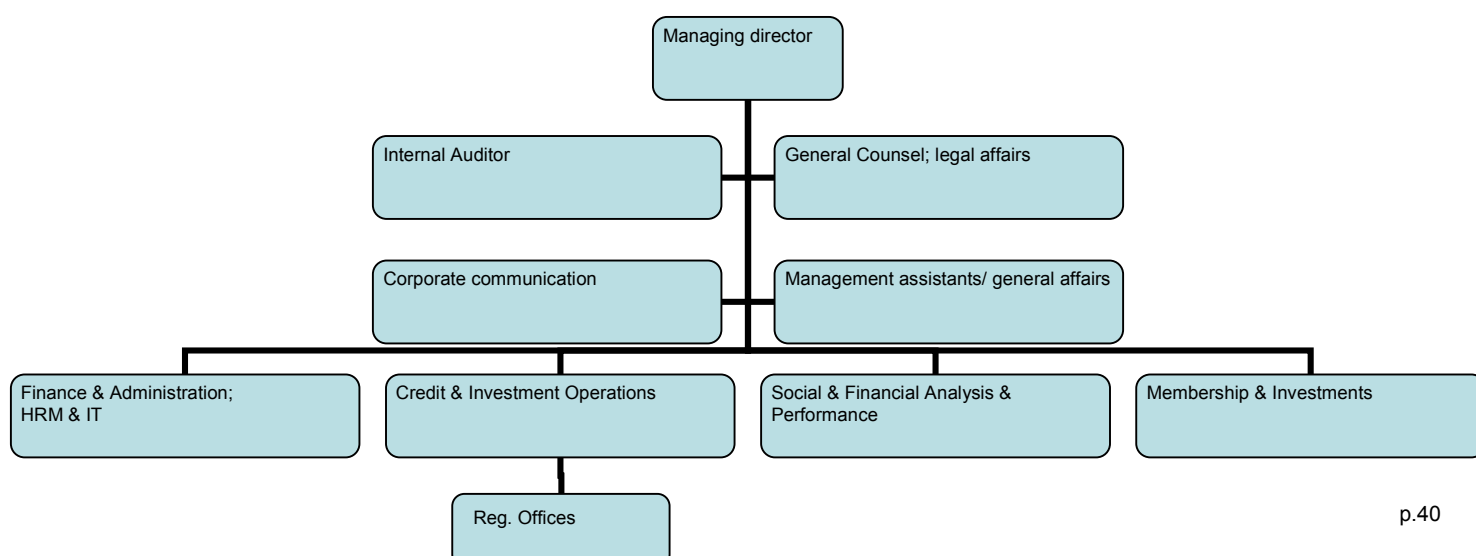 Managing director
Internal Auditor
General Counsel; legal affairs
Corporate communication
Management assistants/ general affairs
Finance & Administration;
HRM & IT
Credit & Investment Operations
Social & Financial Analysis &
Performance
Membership & Investments
Reg. Offices
p.40